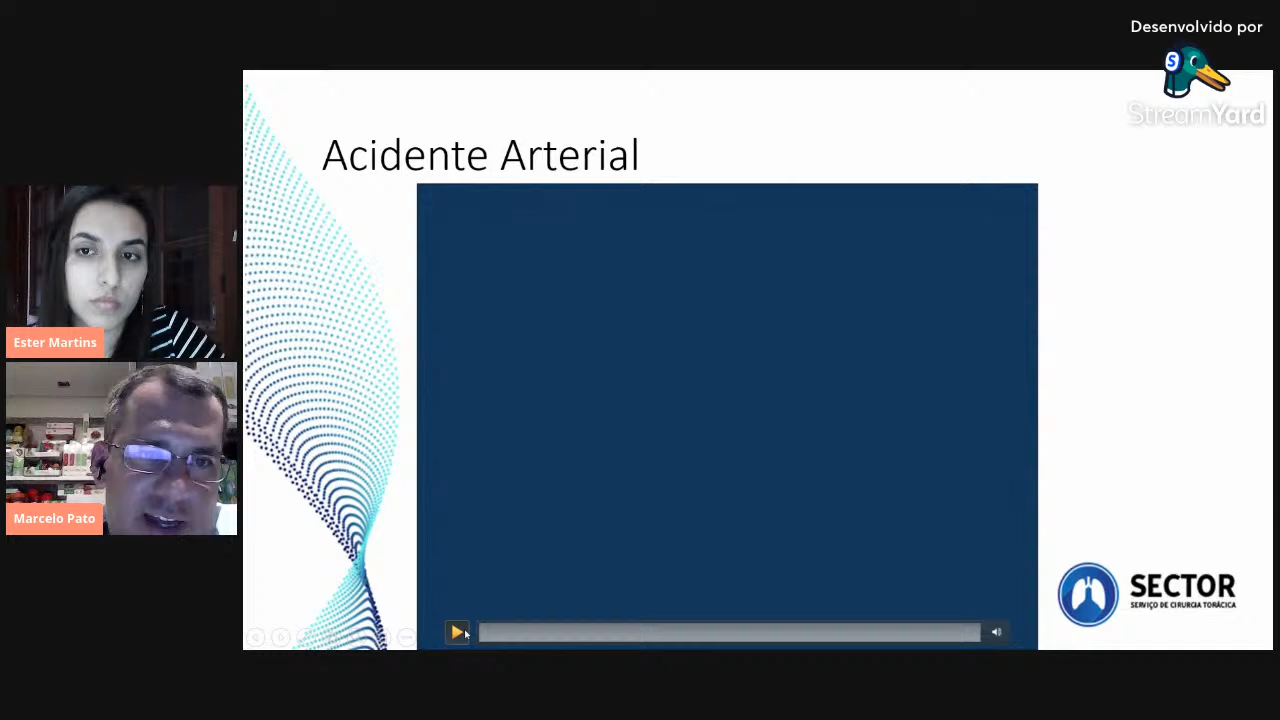 Desenvolvido por
StreamYard
Acidente Arterial
Ester Martins
Marcelo Pato
SECTOR
SERVIÇO DE CIRURGIA TORÁCICA